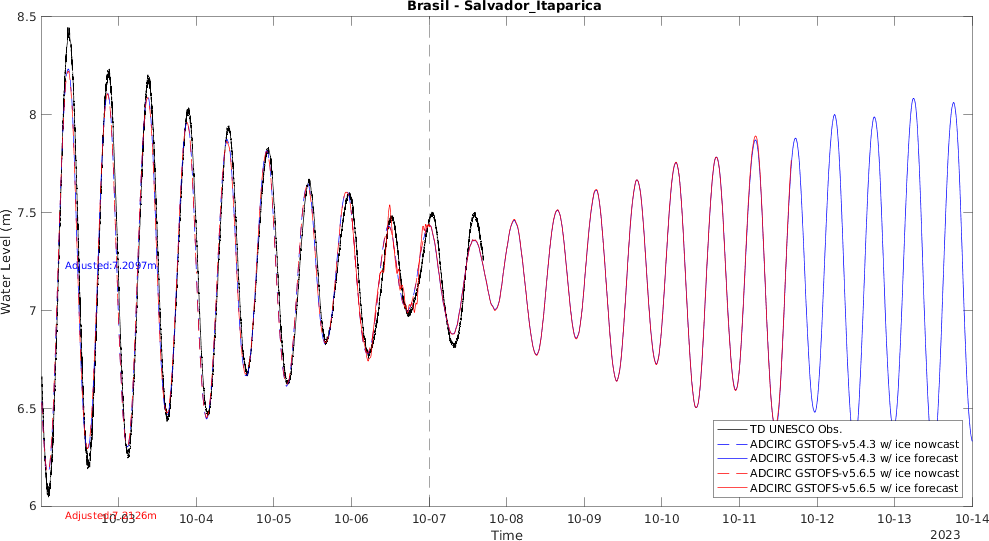 Brasil - Salvador_Itaparica
8.5
8
7.5
7
6.5
6
Water Level (m)
Adjusted:7.2097m
Adjusted:7.2126m
10-03
10-04
10-05
10-06
10-07
10-08
10-09
10-10
10-11
10-12
10-13
10-14
Time
2023
TD UNESCO Obs.
ADCIRC GSTOFS-v5.4.3 w/ ice nowcast
ADCIRC GSTOFS-v5.4.3 w/ ice forecast
ADCIRC GSTOFS-v5.6.5 w/ ice nowcast
ADCIRC GSTOFS-v5.6.5 w/ ice forecast